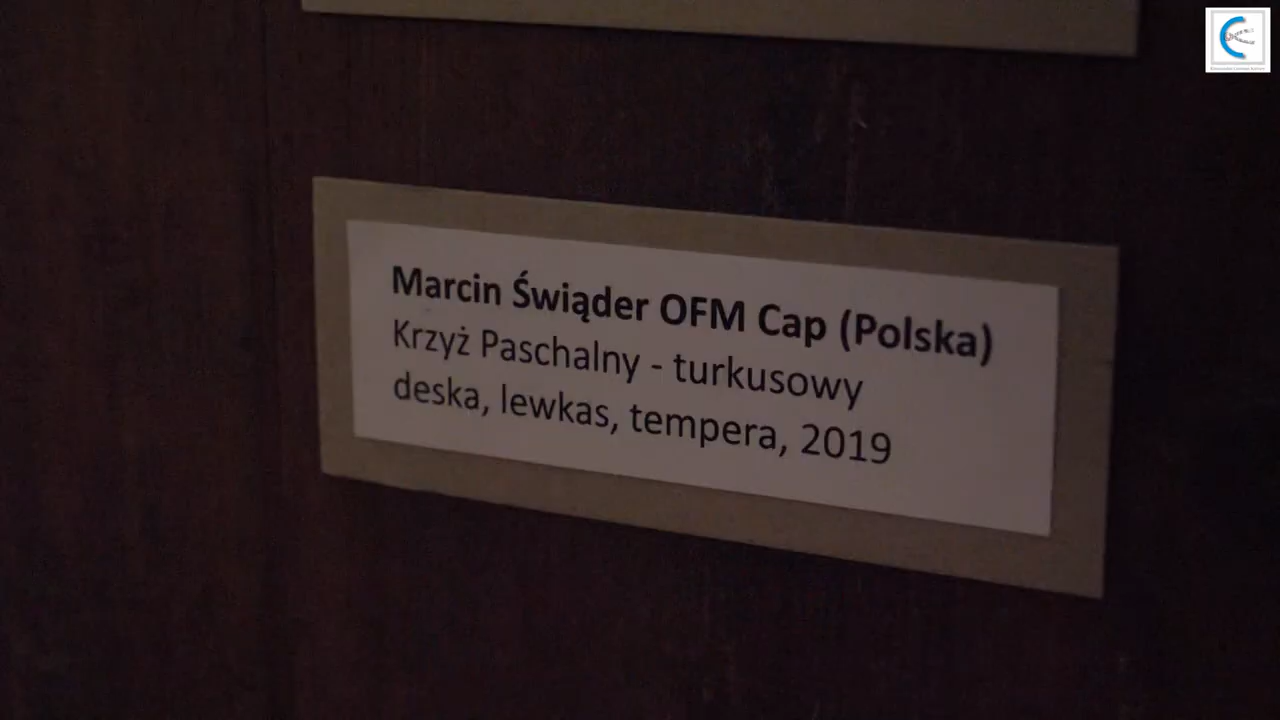 Marcin Świąder OFM Cap (Polska)
Krzyż Paschalny - turkusowy
deska, lewkas, tempera, 2019